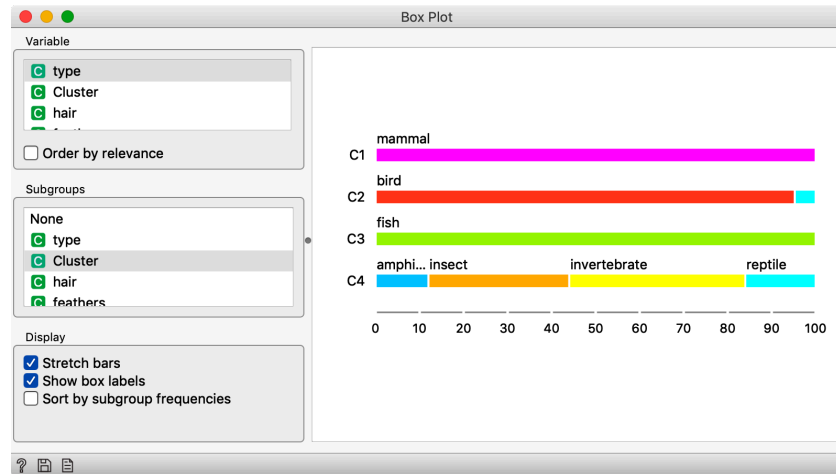 Box Plot
Variable
C type
C Cluster
C hair
Order by relevance
Subgroups
None
C type
C Cluster
C hair
C feathers
Display
Stretch bars
Show box labels
Sort by subgroup frequencies
mammal
C1
bird
C2
fish
C3
amphi... insect invertebrate reptile
C4
0 10 20 30 40 50 60 70 80 90 100
?